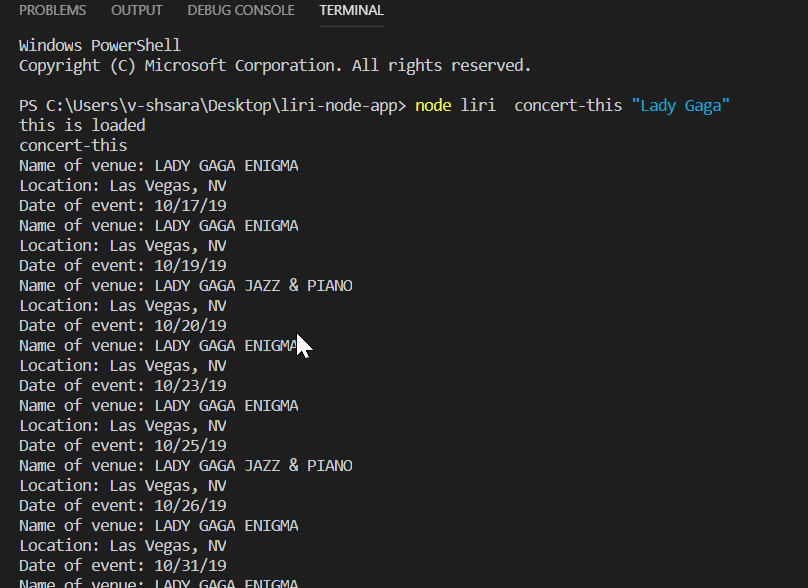 PROBLEMS OUTPUT DEBUG CONSOLE TERMINAL
Windows PowerShell
Copyright (C) Microsoft Corporation. All rights reserved.
PS C:\Users\v-shsara\Desktop\liri-node-app> node liri  concert-this "Lady Gaga"
this is loaded
concert-this
Name of venue: LADY GAGA ENIGMA
Location: Las Vegas, NV
Date of event: 10/17/19
Name of venue: LADY GAGA ENIGMA
Location: Las Vegas, NV
Date of event: 10/19/19
Name of venue: LADY GAGA JAZZ & PIANO
Location: Las Vegas, NV
Date of event: 10/20/19
Name of venue: LADY GAGA ENIGMA
Location: Las Vegas, NV
Date of event: 10/23/19
Name of venue: LADY GAGA ENIGMA
Location: Las Vegas, NV
Date of event: 10/25/19
Name of venue: LADY GAGA JAZZ & PIANO
Location: Las Vegas, NV
Date of event: 10/26/19
Name of venue: LADY GAGA ENIGMA
Location: Las Vegas, NV
Date of event: 10/31/19
Name of venue: LADY GAGA ENIGMA